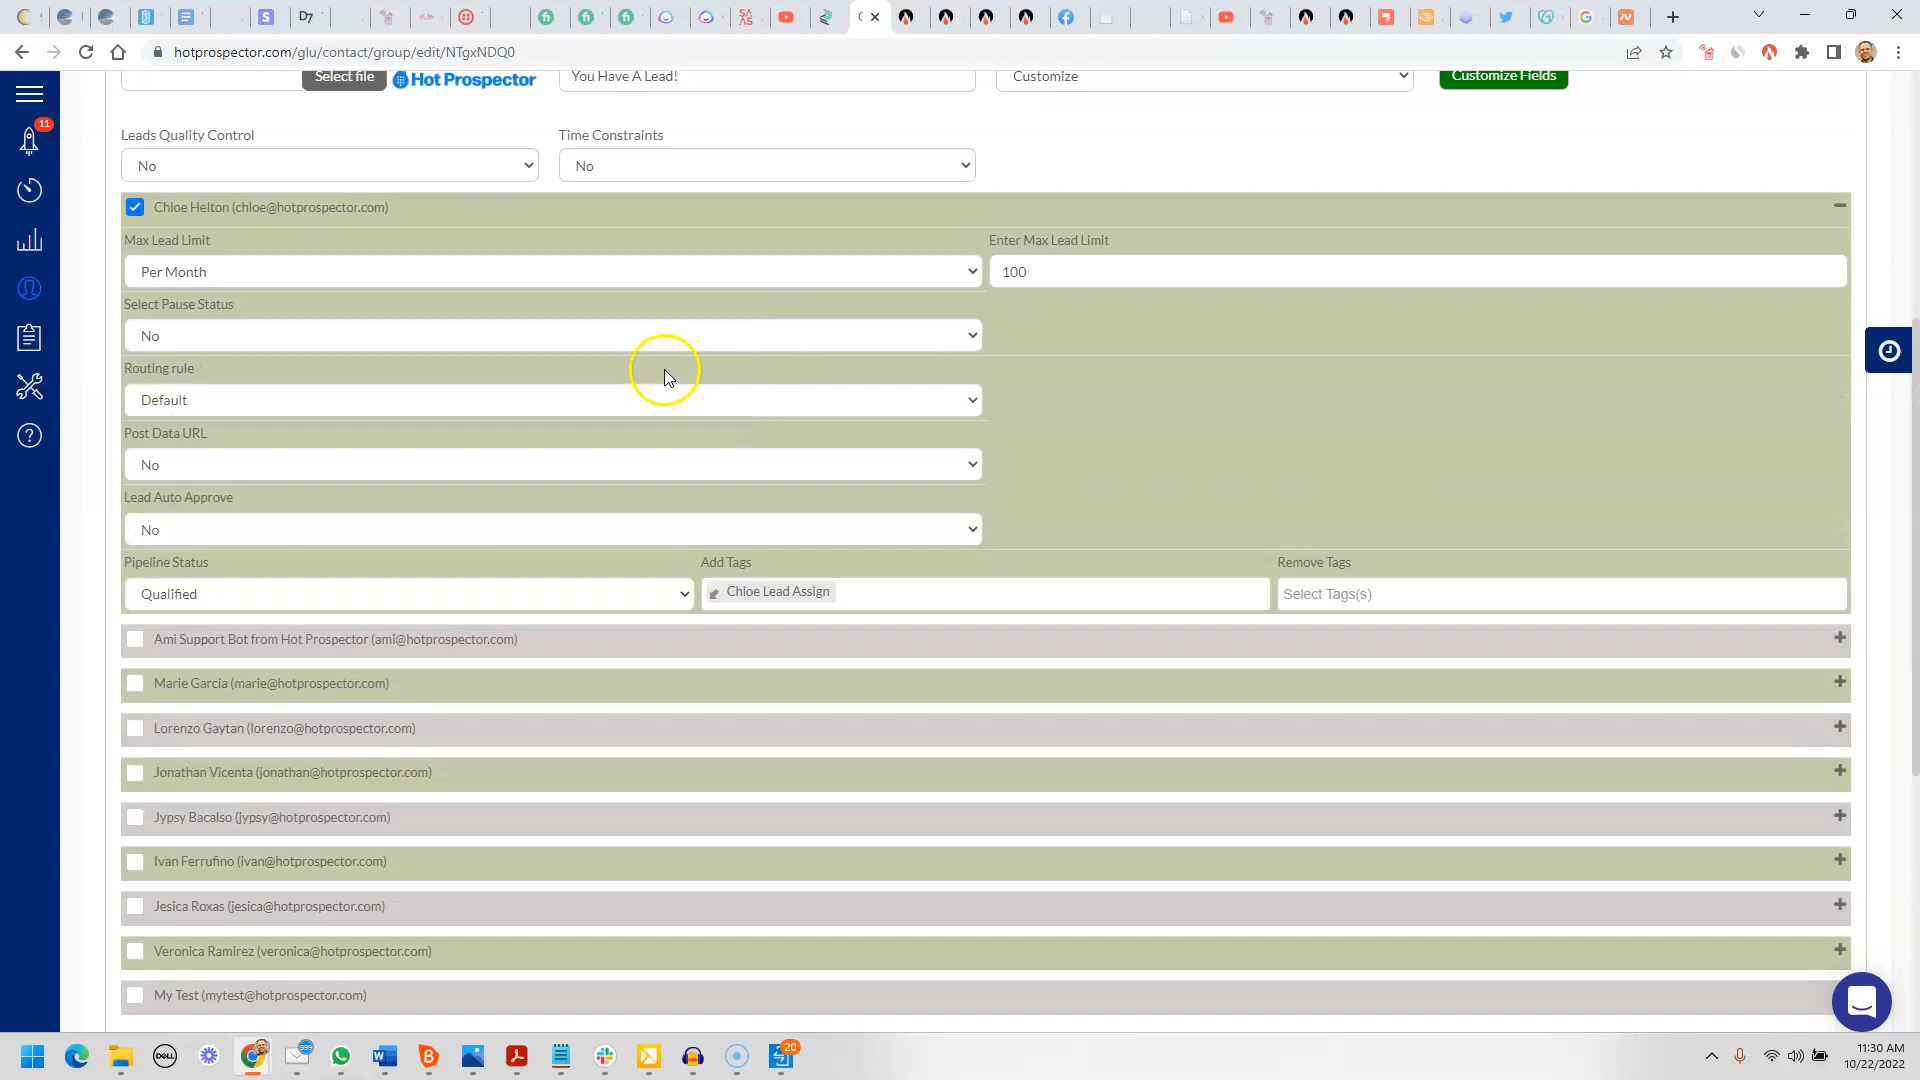 D7
SAAS
hotprospector.com/glu/contact/group/edit/NTgxNDQ0
Select file
Hot Prospector
You Have A Lead!
Customize
Customize Fields
11
Leads Quality Control
Time Constraints
No
No
Chloe Helton (chloe@hotprospector.com)
Max Lead Limit
Enter Max Lead Limit
Per Month
100
Select Pause Status
No
Routing rule
Default
Post Data URL
No
Lead Auto Approve
No
Pipeline Status
Add Tags
Remove Tags
Qualified
Chloe Lead Assign
Select Tags(s)
Ami Support Bot from Hot Prospector (ami@hotprospector.com)
Marie Garcia (marie@hotprospector.com)
Lorenzo Gaytan (lorenzo@hotprospector.com)
Jonathan Vicenta (jonathan@hotprospector.com)
Jypsy Bacalso (jypsy@hotprospector.com)
Ivan Ferrufino (ivan@hotprospector.com)
Jesica Roxas (jesica@hotprospector.com)
Veronica Ramirez (veronica@hotprospector.com)
My Test (mytest@hotprospector.com)
DELL
999
20
11:30 AM
10/22/2022